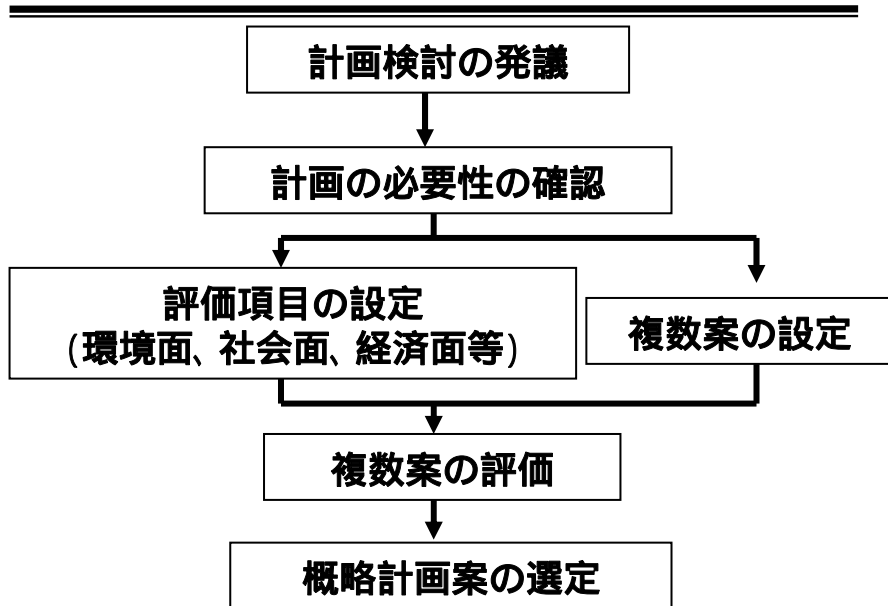 計画検討の発議
計画の必要性の確認
評価項目の設定
(環境面、社会面、経済面等)
複数案の設定
複数案の評価
概略計画案の選定